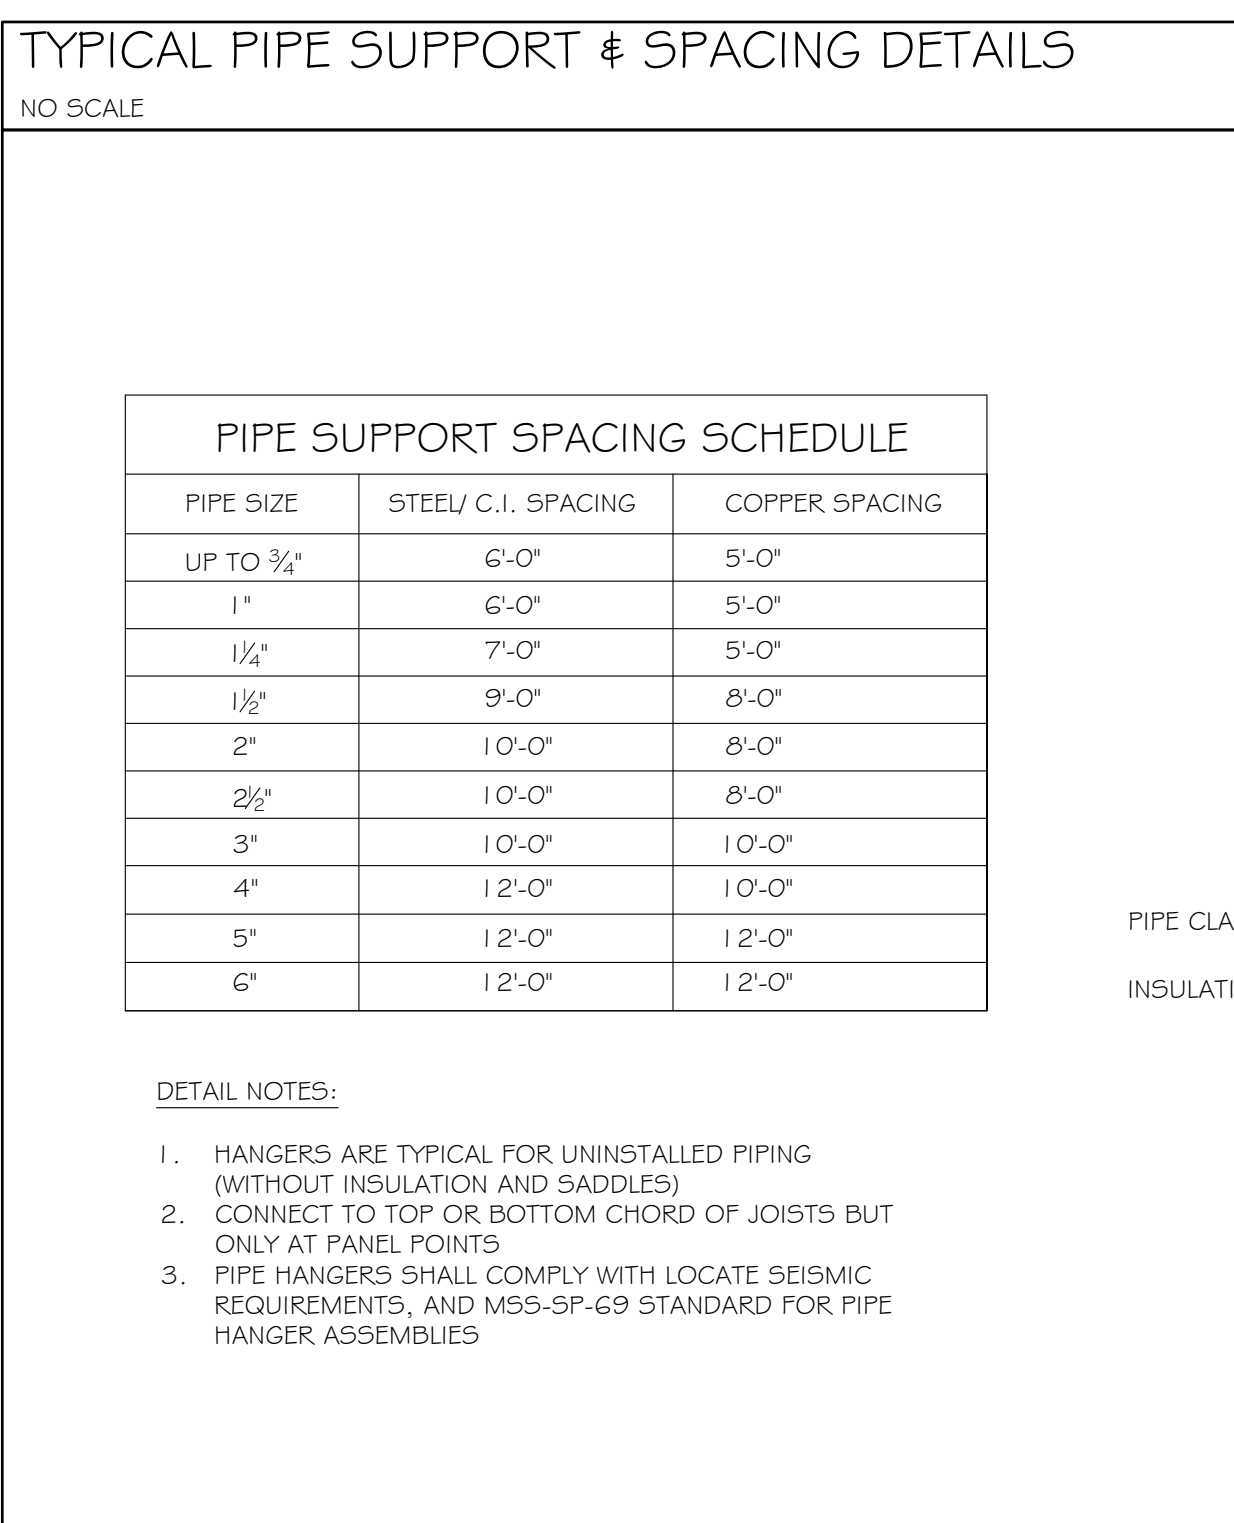 TYPICAL PIPE SUPPORT & SPACING DETAILS
NO SCALE
PIPE SUPPORT SPACING SCHEDULE
PIPE SIZE STEEL/ C.I. SPACING COPPER SPACING
UP TO ¾" 6'-0" 5'-0"
1" 6'-0" 5'-0"
1¼" 7'-0" 5'-0"
1½" 9'-0" 8'-0"
2" 10'-0" 8'-0"
2½" 10'-0" 8'-0"
3" 10'-0" 10'-0"
4" 12'-0" 10'-0"
5" 12'-0" 12'-0"
6" 12'-0" 12'-0"
PIPE CLA
INSULATI
DETAIL NOTES:
1. HANGERS ARE TYPICAL FOR UNINSTALLED PIPING
(WITHOUT INSULATION AND SADDLES)
2. CONNECT TO TOP OR BOTTOM CHORD OF JOISTS BUT
ONLY AT PANEL POINTS
3. PIPE HANGERS SHALL COMPLY WITH LOCATE SEISMIC
REQUIREMENTS, AND MSS-SP-69 STANDARD FOR PIPE
HANGER ASSEMBLIES